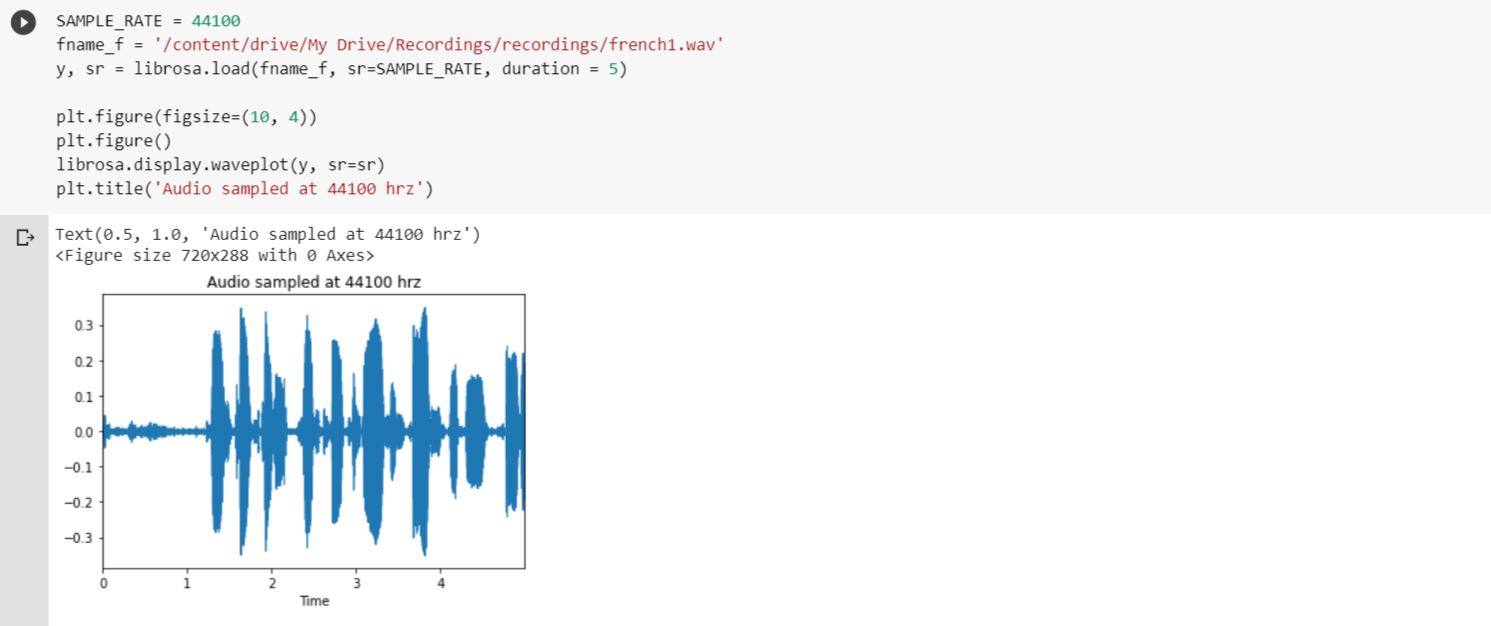 SAMPLE_RATE = 44100
fname_f = '/content/drive/My Drive/Recordings/recordings/french1.wav'
y, sr = librosa.load(fname_f, sr=SAMPLE_RATE, duration = 5)
plt.figure(figsize=(10, 4))
plt.figure()
librosa.display.waveplot(y, sr=sr)
plt.title('Audio sampled at 44100 hrz')
Text(0.5, 1.0, 'Audio sampled at 44100 hrz')
<Figure size 720x288 with 0 Axes>
Audio sampled at 44100 hrz
0.3
0.2
0.1
0.0
−0.1
−0.2
−0.3
0 1 2 3 4
Time